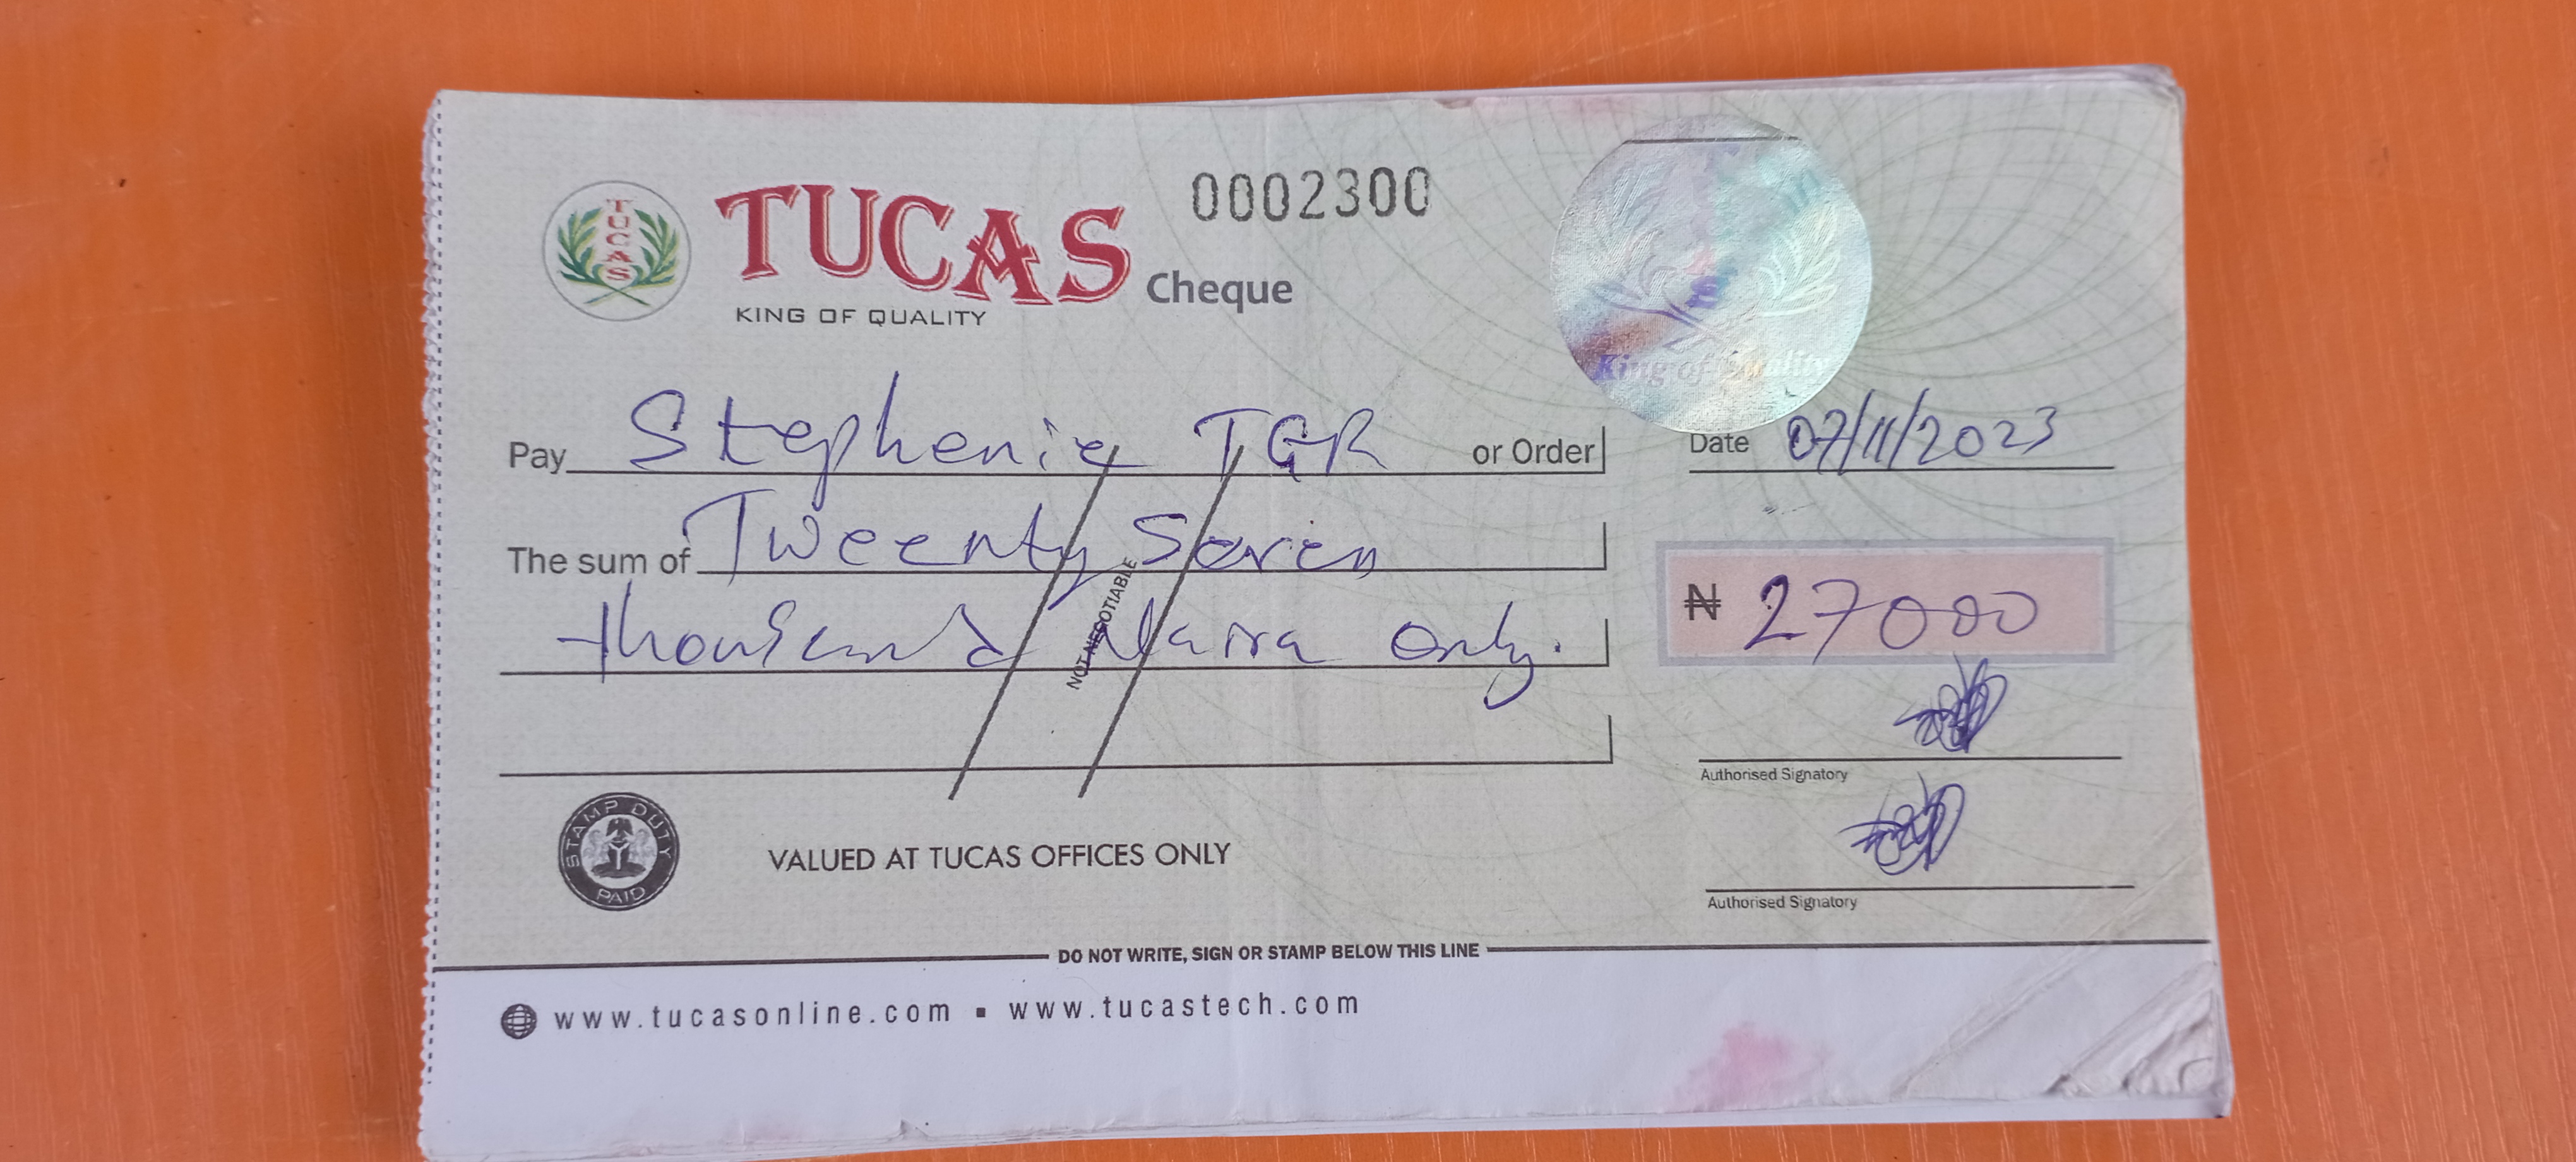 TUCAS
TUCAS
KING OF QUALITY
Cheque
0002300
King of Quality
Pay Stephenie TGR or Order
Date 07/11/2023
The sum of Tweenty Seven
thousand Naira only.
₦ 27000
NOT NEGOTIABLE
Authorised Signatory
Authorised Signatory
STAMP DUTY
PAID
VALUED AT TUCAS OFFICES ONLY
DO NOT WRITE, SIGN OR STAMP BELOW THIS LINE
www.tucasonline.com ▪ www.tucastech.com